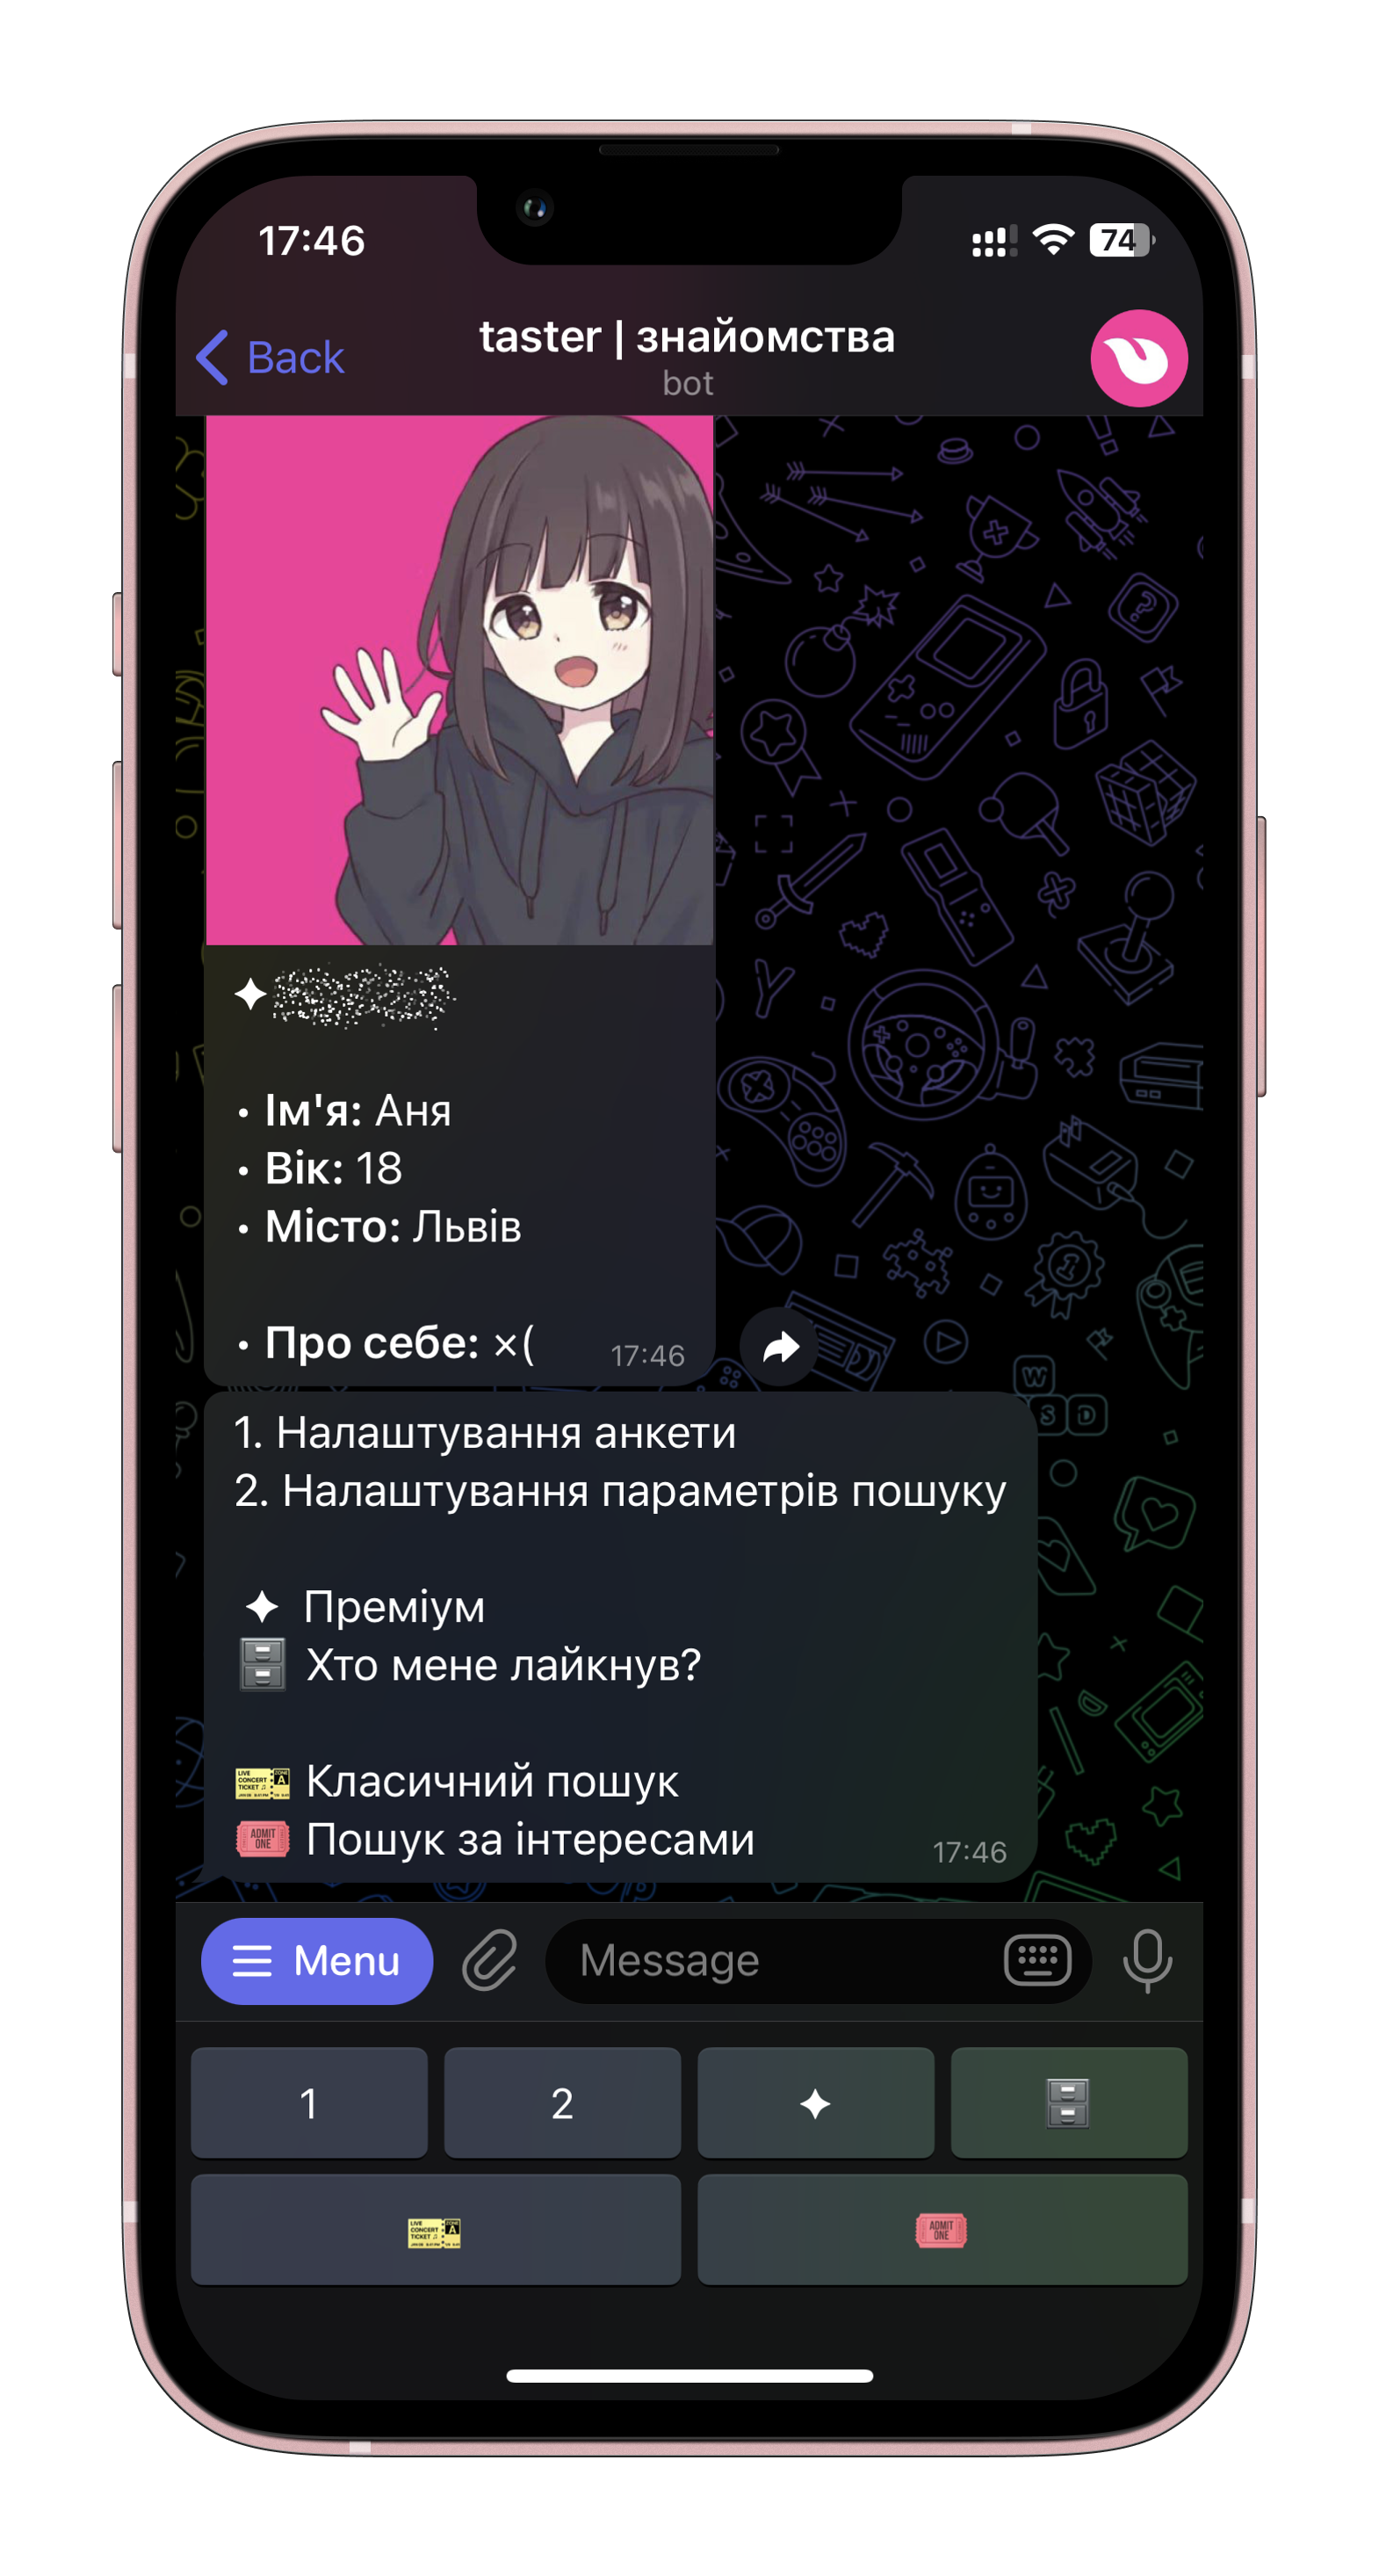 17:46
74
Back
taster | знайомства
bot
• Ім'я: Аня
• Вік: 18
• Місто: Львів
• Про себе: ×(
17:46
1. Налаштування анкети
2. Налаштування параметрів пошуку
✦ Преміум
🗄 Хто мене лайкнув?
🎫 Класичний пошук
🎟 Пошук за інтересами
17:46
Menu
Message
1
2
✦
ADMIT ONE